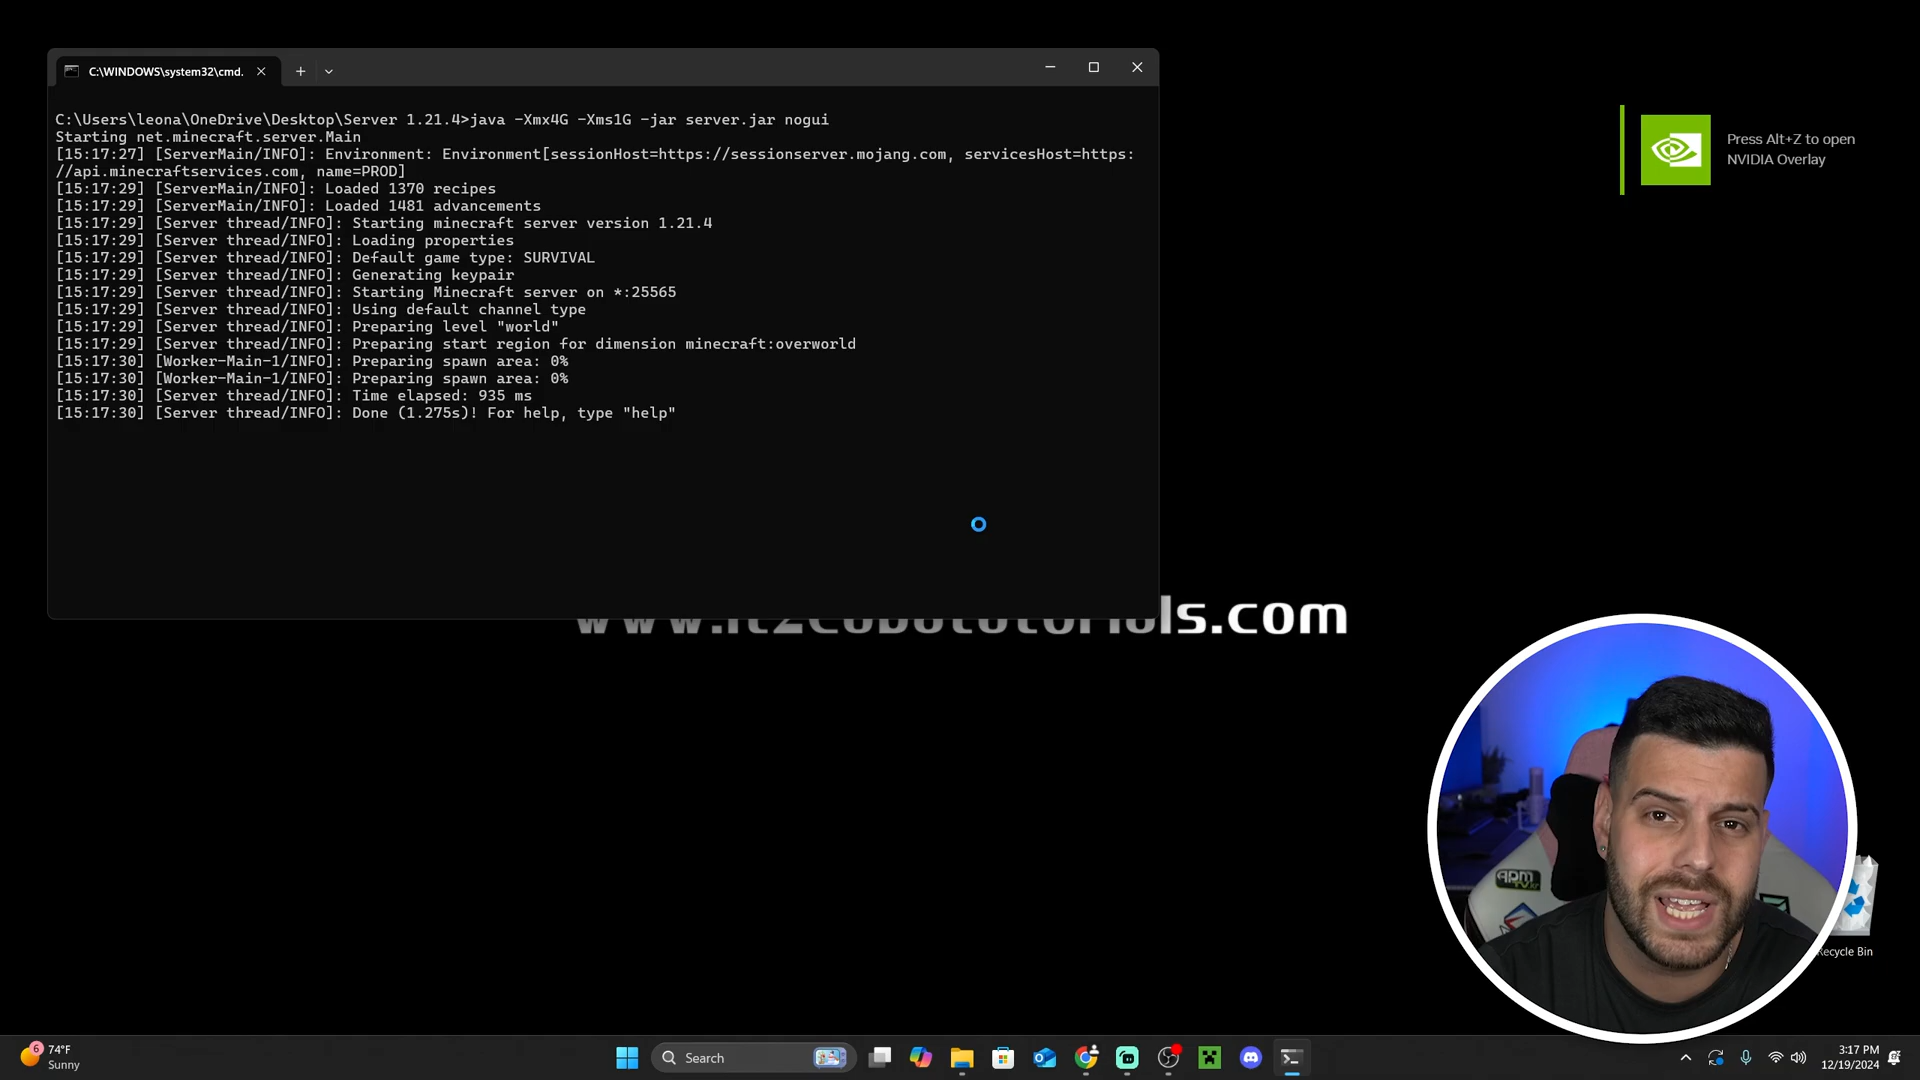 C:\WINDOWS\system32\cmd.
C:\Users\leona\OneDrive\Desktop\Server 1.21.4>java -Xmx4G -Xms1G -jar server.jar nogui
Starting net.minecraft.server.Main
[15:17:27] [ServerMain/INFO]: Environment: Environment[sessionHost=https://sessionserver.mojang.com, servicesHost=https:
//api.minecraftservices.com, name=PROD]
[15:17:29] [ServerMain/INFO]: Loaded 1370 recipes
[15:17:29] [ServerMain/INFO]: Loaded 1481 advancements
[15:17:29] [Server thread/INFO]: Starting minecraft server version 1.21.4
[15:17:29] [Server thread/INFO]: Loading properties
[15:17:29] [Server thread/INFO]: Default game type: SURVIVAL
[15:17:29] [Server thread/INFO]: Generating keypair
[15:17:29] [Server thread/INFO]: Starting Minecraft server on *:25565
[15:17:29] [Server thread/INFO]: Using default channel type
[15:17:29] [Server thread/INFO]: Preparing level "world"
[15:17:29] [Server thread/INFO]: Preparing start region for dimension minecraft:overworld
[15:17:30] [Worker-Main-1/INFO]: Preparing spawn area: 0%
[15:17:30] [Worker-Main-1/INFO]: Preparing spawn area: 0%
[15:17:30] [Server thread/INFO]: Time elapsed: 935 ms
[15:17:30] [Server thread/INFO]: Done (1.275s)! For help, type "help"
Press Alt+Z to open
NVIDIA Overlay
Recycle Bin
6
74°F
Sunny
Search
3:17 PM
12/19/2024